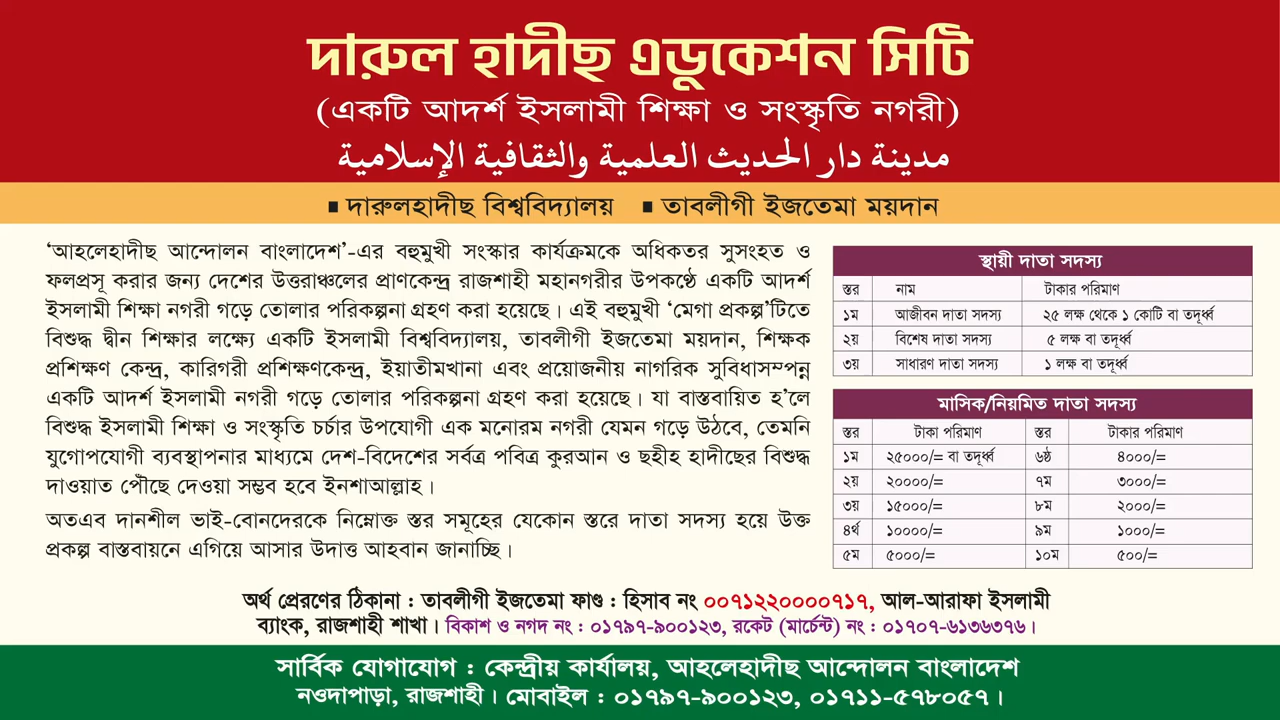 দারুল হাদীছ এডুকেশন সিটি
(একটি আদর্শ ইসলামী শিক্ষা ও সংস্কৃতি নগরী)
مدينة دار الحديث العلمية والثقافية الإسلامية
■ দারুলহাদীছ বিশ্ববিদ্যালয় ■ তাবলীগী ইজতেমা ময়দান
‘আহলেহাদীছ আন্দোলন বাংলাদেশ’-এর বহুমুখী সংস্কার কার্যক্রমকে অধিকতর সুসংহত ও
ফলপ্রসূ করার জন্য দেশের উত্তরাঞ্চলের প্রাণকেন্দ্র রাজশাহী মহানগরীর উপকণ্ঠে একটি আদর্শ
ইসলামী শিক্ষা নগরী গড়ে তোলার পরিকল্পনা গ্রহণ করা হয়েছে। এই বহুমুখী ‘মেগা প্রকল্প’টিতে
বিশুদ্ধ দ্বীন শিক্ষার লক্ষ্যে একটি ইসলামী বিশ্ববিদ্যালয়, তাবলীগী ইজতেমা ময়দান, শিক্ষক
প্রশিক্ষণ কেন্দ্র, কারিগরী প্রশিক্ষণকেন্দ্র, ইয়াতীমখানা এবং প্রয়োজনীয় নাগরিক সুবিধাসম্পন্ন
একটি আদর্শ ইসলামী নগরী গড়ে তোলার পরিকল্পনা গ্রহণ করা হয়েছে। যা বাস্তবায়িত হ’লে
বিশুদ্ধ ইসলামী শিক্ষা ও সংস্কৃতি চর্চার উপযোগী এক মনোরম নগরী যেমন গড়ে উঠবে, তেমনি
যুগোপযোগী ব্যবস্থাপনার মাধ্যমে দেশ-বিদেশের সর্বত্র পবিত্র কুরআন ও ছহীহ হাদীছের বিশুদ্ধ
দাওয়াত পৌঁছে দেওয়া সম্ভব হবে ইনশাআল্লাহ।
অতএব দানশীল ভাই-বোনদেরকে নিম্নোক্ত স্তর সমূহের যেকোন স্তরে দাতা সদস্য হয়ে উক্ত
প্রকল্প বাস্তবায়নে এগিয়ে আসার উদাত্ত আহবান জানাচ্ছি।
স্থায়ী দাতা সদস্য
স্তর নাম টাকার পরিমাণ
১ম আজীবন দাতা সদস্য ২৫ লক্ষ থেকে ১ কোটি বা তদূর্ধ্ব
২য় বিশেষ দাতা সদস্য ৫ লক্ষ বা তদূর্ধ্ব
৩য় সাধারণ দাতা সদস্য ১ লক্ষ বা তদূর্ধ্ব
মাসিক/নিয়মিত দাতা সদস্য
স্তর টাকা পরিমাণ স্তর টাকার পরিমাণ
১ম ২৫০০০/= বা তদূর্ধ্ব ৬ষ্ঠ ৪০০০/=
২য় ২০০০০/= ৭ম ৩০০০/=
৩য় ১৫০০০/= ৮ম ২০০০/=
৪র্থ ১০০০০/= ৯ম ১০০০/=
৫ম ৫০০০/= ১০ম ৫০০/=
অর্থ প্রেরণের ঠিকানা : তাবলীগী ইজতেমা ফাণ্ড : হিসাব নং ০০৭১২২০০০০৭১৭, আল-আরাফা ইসলামী
ব্যাংক, রাজশাহী শাখা। বিকাশ ও নগদ নং : ০১৭৯৭-৯০০১২৩, রকেট (মার্চেন্ট) নং : ০১৭০৭-৬১৩৬৩৭৬।
সার্বিক যোগাযোগ : কেন্দ্রীয় কার্যালয়, আহলেহাদীছ আন্দোলন বাংলাদেশ
নওদাপাড়া, রাজশাহী। মোবাইল : ০১৭৯৭-৯০০১২৩, ০১৭১১-৫৭৮০৫৭।